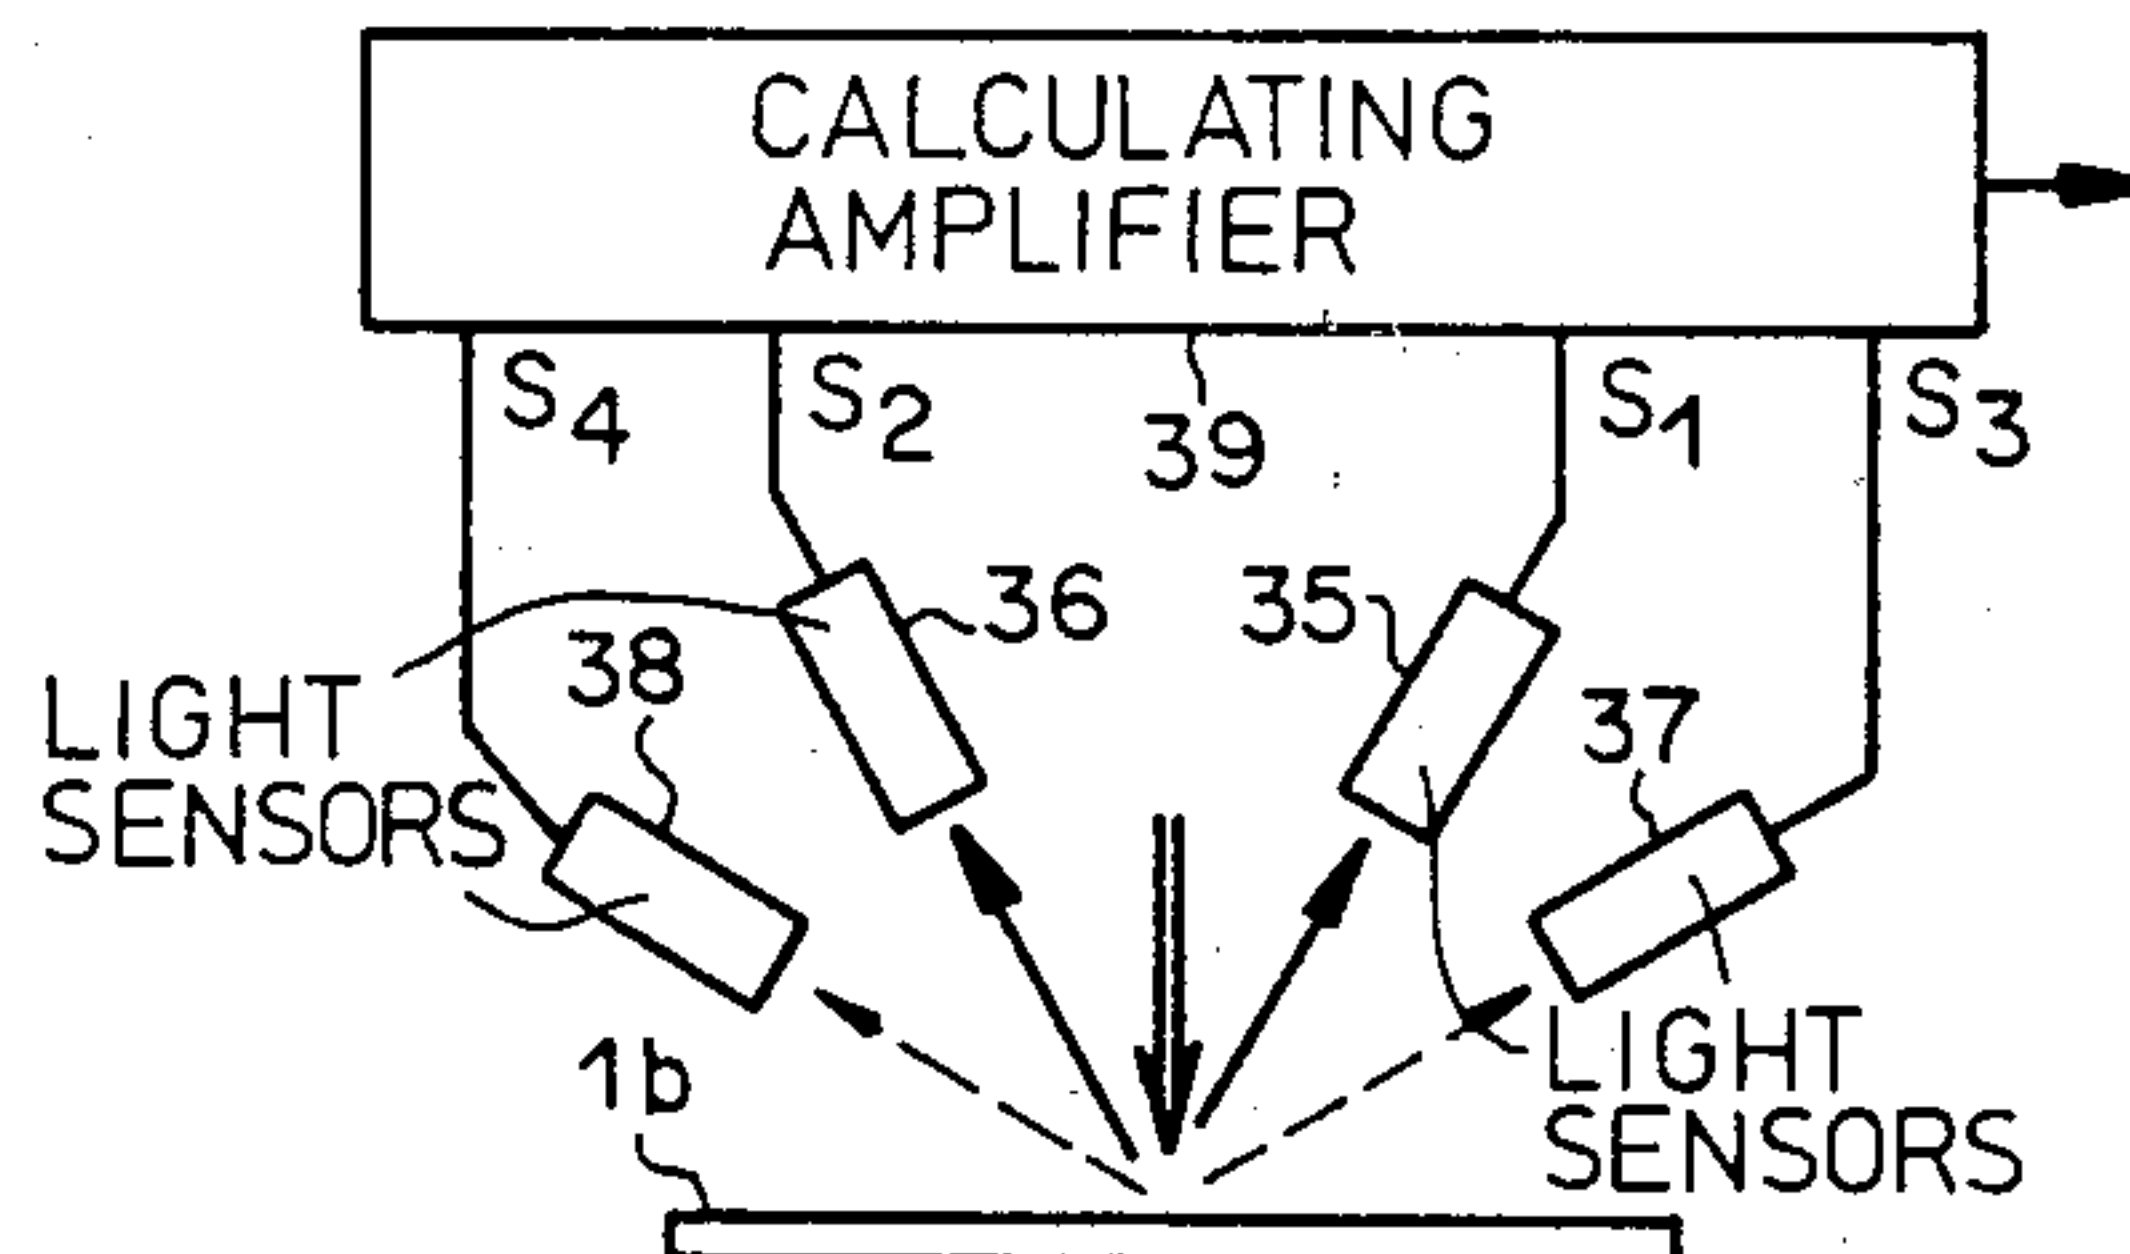 CALCULATING
AMPLIFIER
S4 S2 39 S1 S3
36 35
38 37
LIGHT
SENSORS
1b
LIGHT
SENSORS